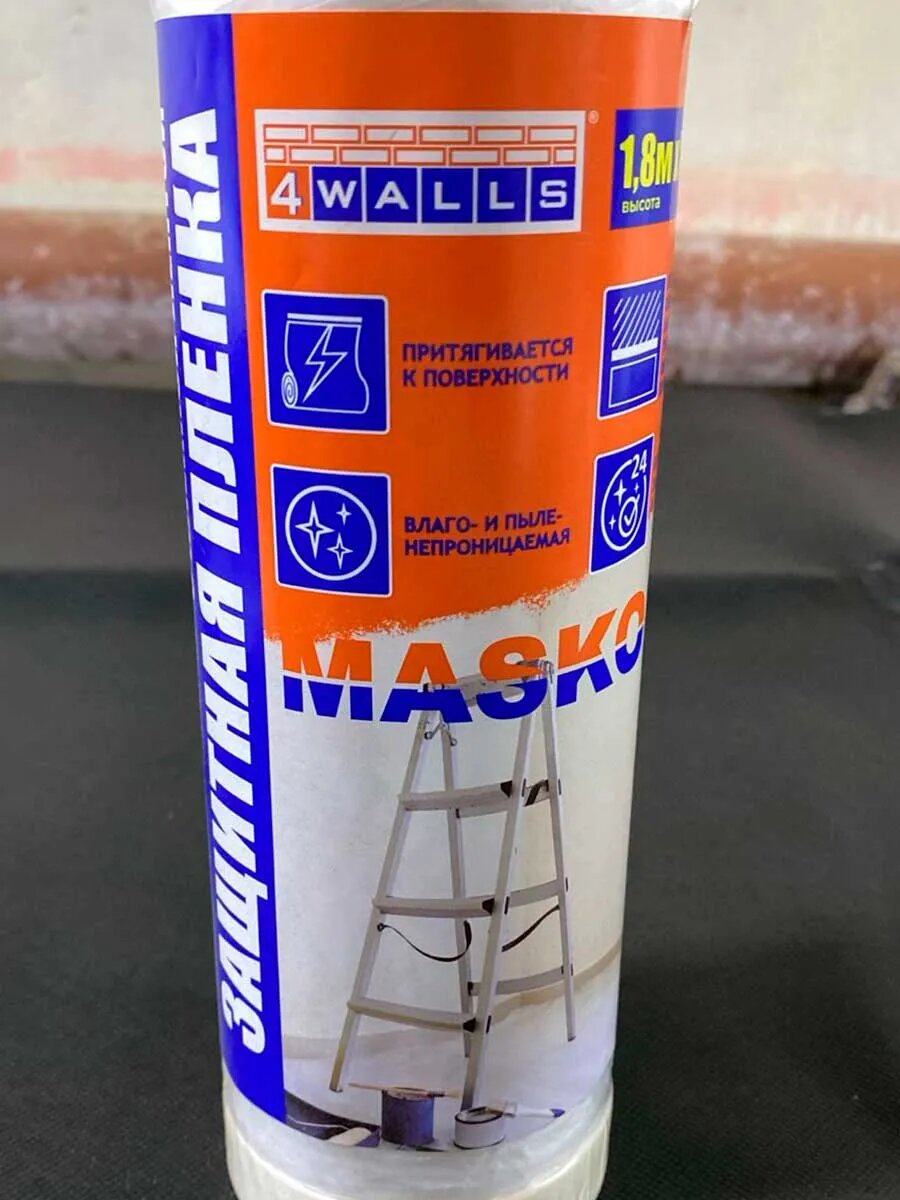 ЗАЩИТНАЯ ПЛЕНКА
4WALLS®
1,8м
ВЫСОТА
ПРИТЯГИВАЕТСЯ
К ПОВЕРХНОСТИ
24
ВЛАГО- И ПЫЛЕ-
НЕПРОНИЦАЕМАЯ
MASKO